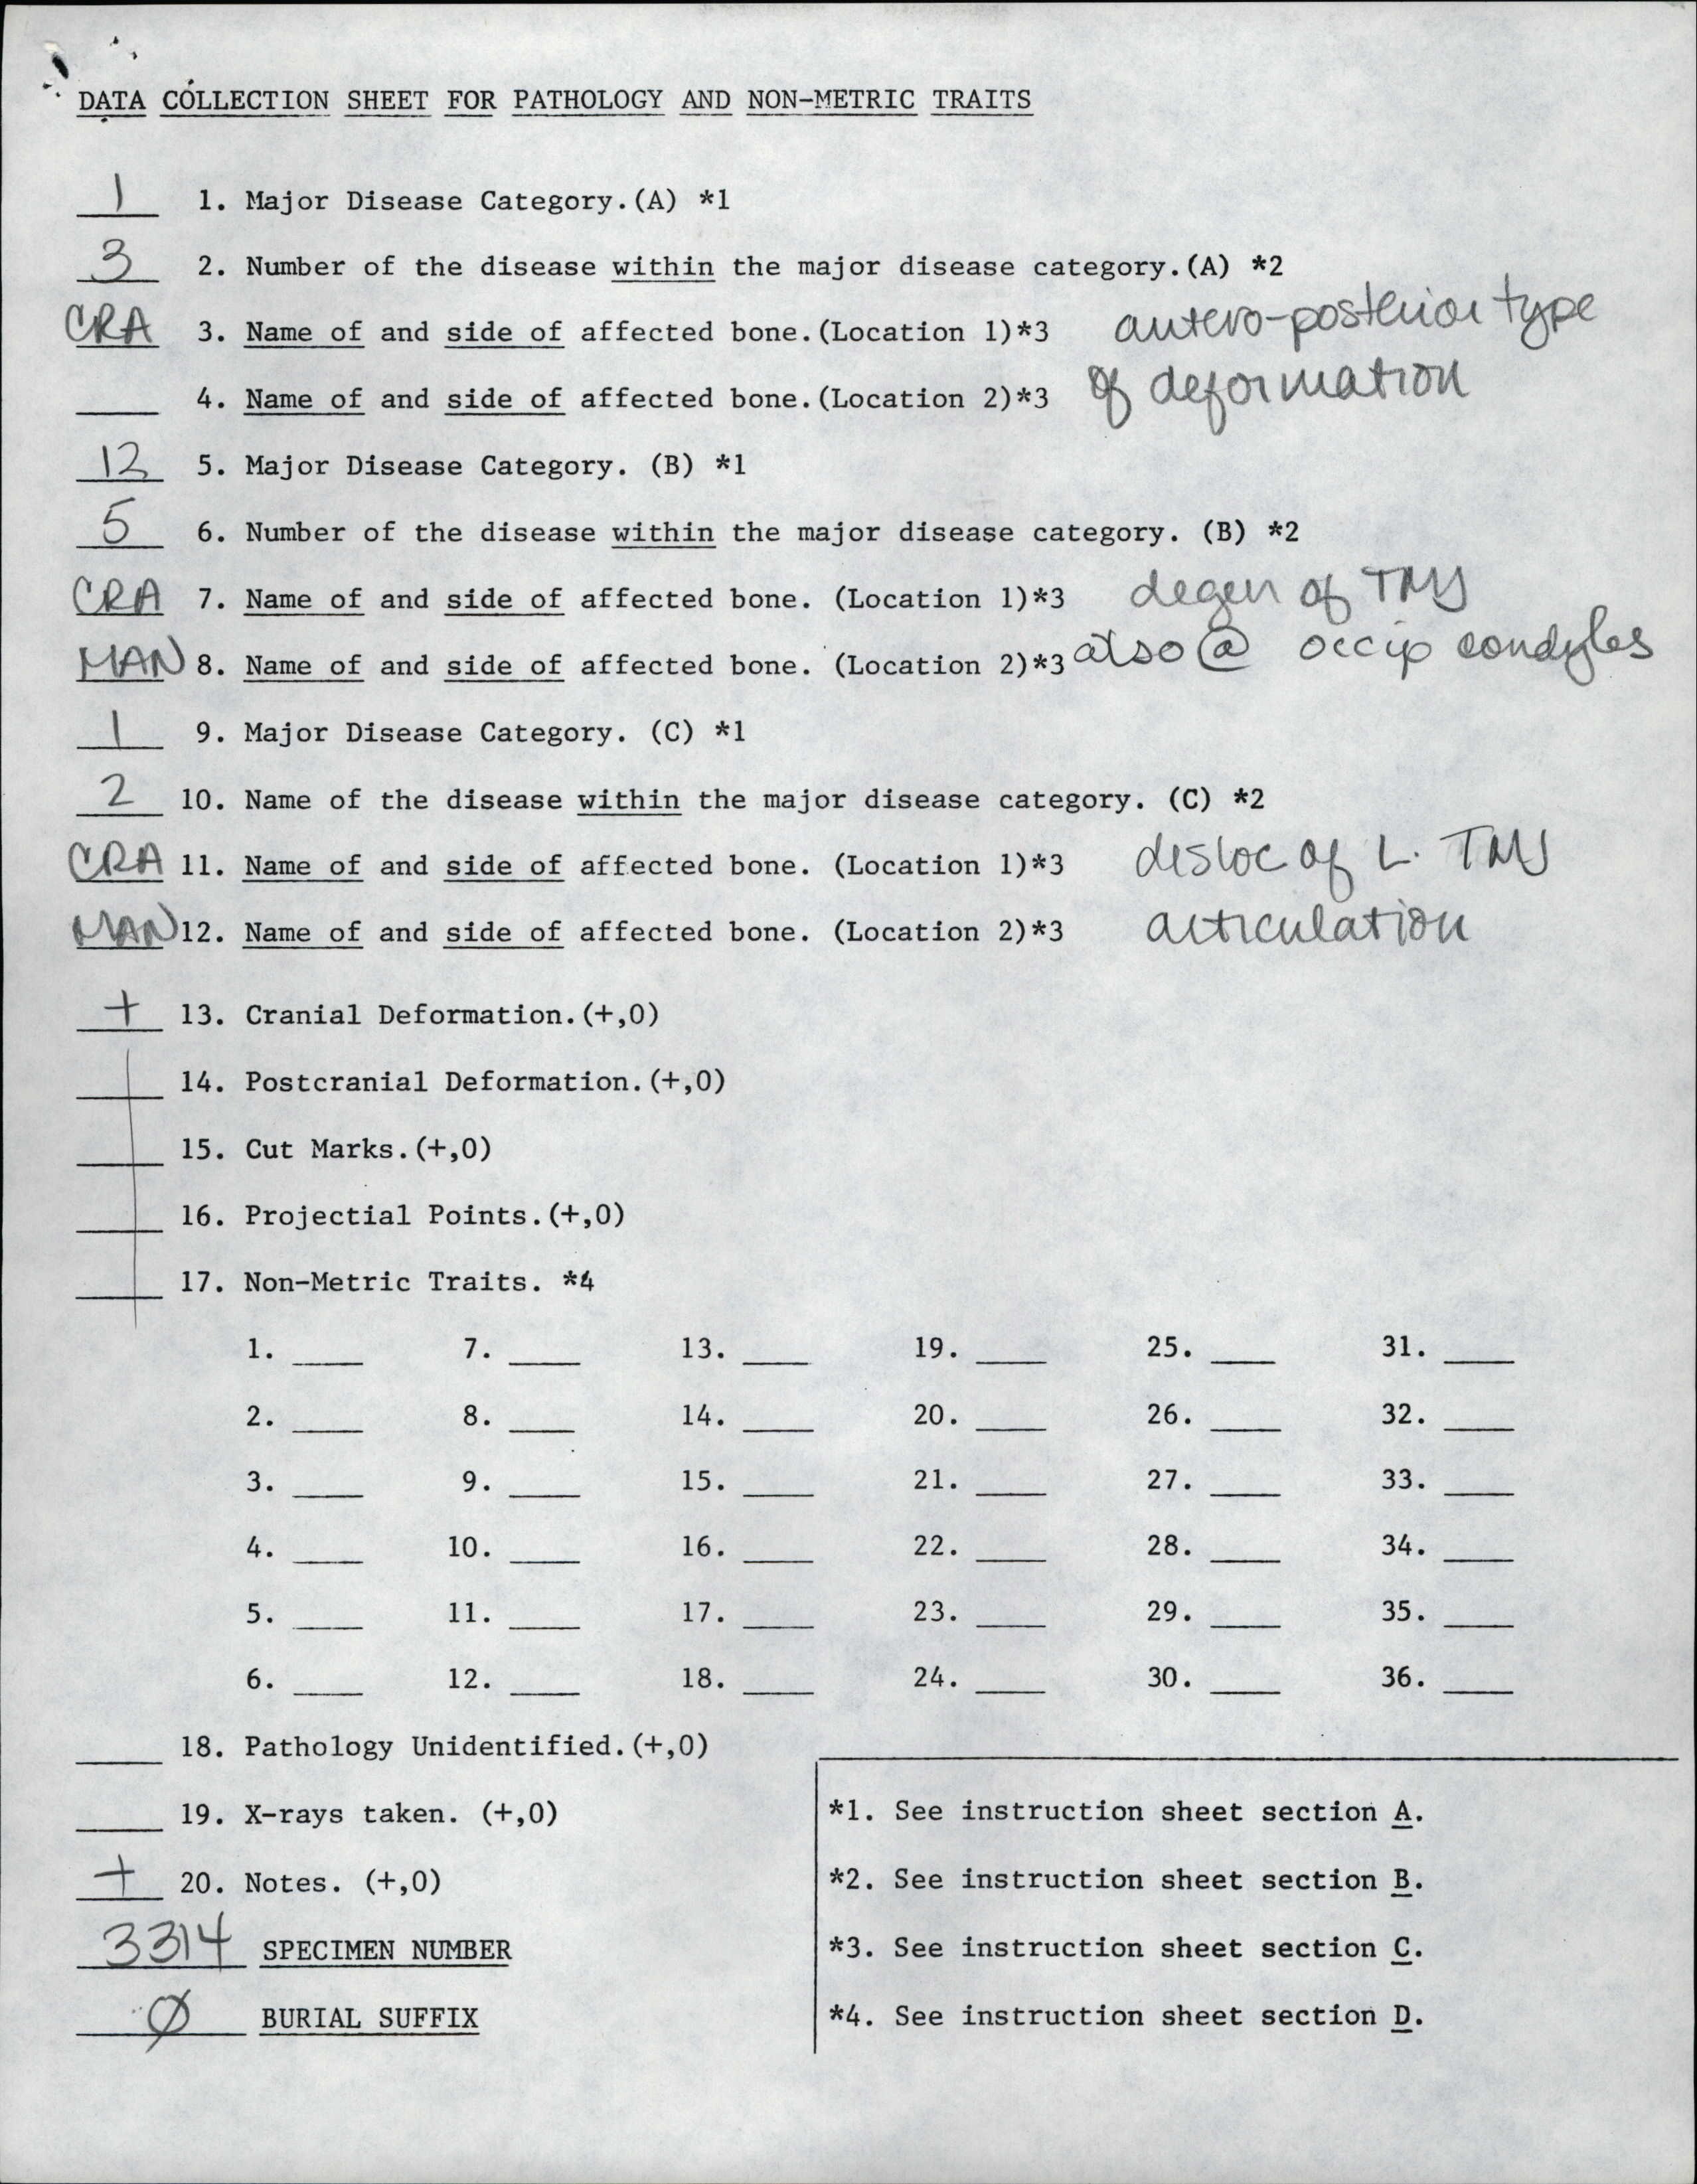 DATA COLLECTION SHEET FOR PATHOLOGY AND NON-METRIC TRAITS
1 1. Major Disease Category.(A) *1
3 2. Number of the disease within the major disease category.(A) *2
CRA 3. Name of and side of affected bone.(Location 1)*3 antero-posterior type
4. Name of and side of affected bone.(Location 2)*3 of deformation
12 5. Major Disease Category. (B) *1
5 6. Number of the disease within the major disease category. (B) *2
CRA 7. Name of and side of affected bone. (Location 1)*3 degen of TMJ
MAN 8. Name of and side of affected bone. (Location 2)*3 also @ occip condyles
1 9. Major Disease Category. (C) *1
2 10. Name of the disease within the major disease category. (C) *2
CRA 11. Name of and side of affected bone. (Location 1)*3 disloc of L. TMJ
MAN 12. Name of and side of affected bone. (Location 2)*3 articulation
+ 13. Cranial Deformation.(+,0)
14. Postcranial Deformation.(+,0)
15. Cut Marks.(+,0)
16. Projectial Points.(+,0)
17. Non-Metric Traits. *4
1. 7. 13. 19. 25. 31.
2. 8. 14. 20. 26. 32.
3. 9. 15. 21. 27. 33.
4. 10. 16. 22. 28. 34.
5. 11. 17. 23. 29. 35.
6. 12. 18. 24. 30. 36.
18. Pathology Unidentified.(+,0)
19. X-rays taken. (+,0)
+ 20. Notes. (+,0)
3314 SPECIMEN NUMBER
Ø BURIAL SUFFIX
*1. See instruction sheet section A.
*2. See instruction sheet section B.
*3. See instruction sheet section C.
*4. See instruction sheet section D.